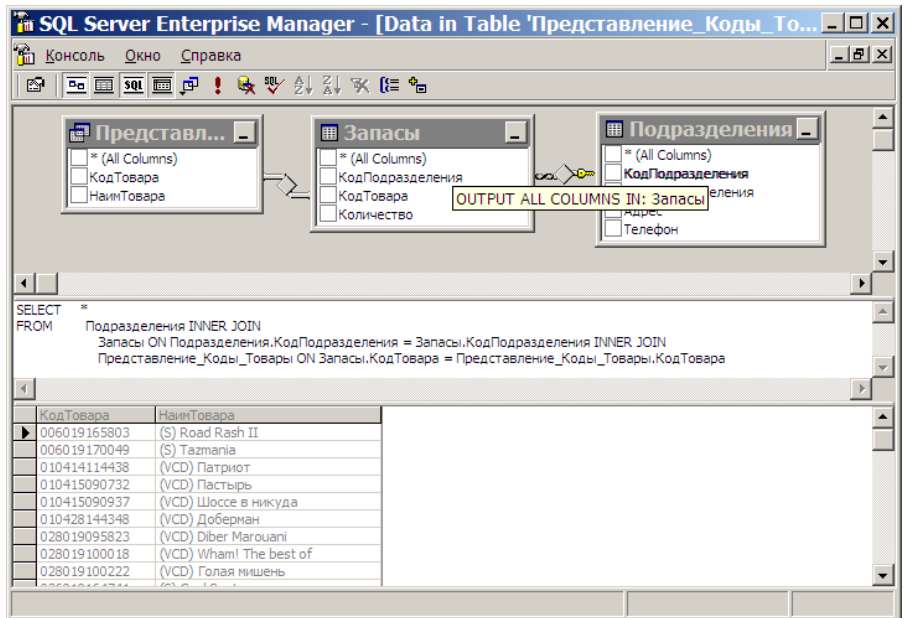 SQL Server Enterprise Manager - [Data in Table 'Представление_Коды_То...
Консоль Окно Справка
SQL
SQL
Представл...
* (All Columns)
КодТовара
НаимТовара
Запасы
* (All Columns)
КодПодразделения
КодТовара
Количество
Подразделения
* (All Columns)
КодПодразделения
еления
Адрес
Телефон
OUTPUT ALL COLUMNS IN: Запасы
SELECT *
FROM Подразделения INNER JOIN
Запасы ON Подразделения.КодПодразделения = Запасы.КодПодразделения INNER JOIN
Представление_Коды_Товары ON Запасы.КодТовара = Представление_Коды_Товары.КодТовара
КодТовара НаимТовара
006019165803 (S) Road Rash II
006019170049 (S) Tazmania
010414114438 (VCD) Патриот
010415090732 (VCD) Пастырь
010415090937 (VCD) Шоссе в никуда
010428144348 (VCD) Доберман
028019095823 (VCD) Diber Marouani
028019100018 (VCD) Wham! The best of
028019100222 (VCD) Голая мишень